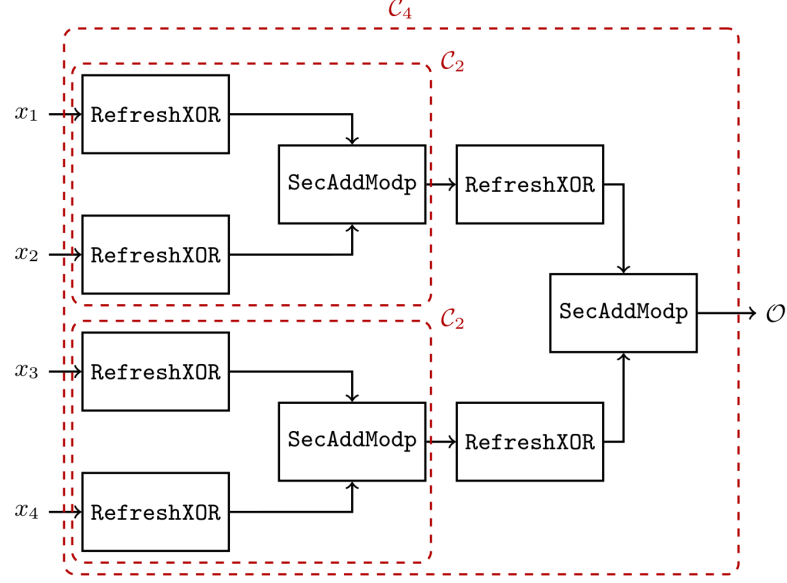 𝒞₄
𝒞₂
x₁ RefreshXOR
SecAddModp RefreshXOR
x₂ RefreshXOR
SecAddModp 𝒪
𝒞₂
x₃ RefreshXOR
SecAddModp RefreshXOR
x₄ RefreshXOR